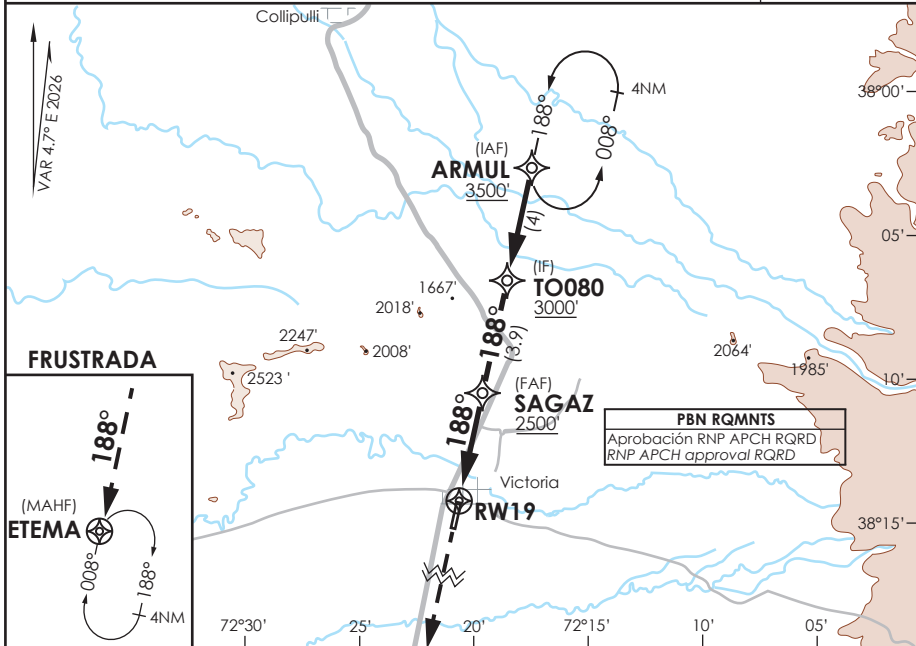 Collipulli
VAR 4.7° E 2026
4NM
188°
008°
38°00'
(IAF)
ARMUL
3500'
(4)
05'
(IF)
TO080
3000'
1667'
2018'
188°
(3.9)
2247'
2008'
2064'
1985'
FRUSTRADA
2523 '
10'
(FAF)
SAGAZ
2500'
188°
PBN RQMNTS
Aprobación RNP APCH RQRD
RNP APCH approval RQRD
188°
Victoria
RW19
(MAHF)
ETEMA
38°15'
008°
188°
4NM
72°30'
25'
20'
72°15'
10'
05'